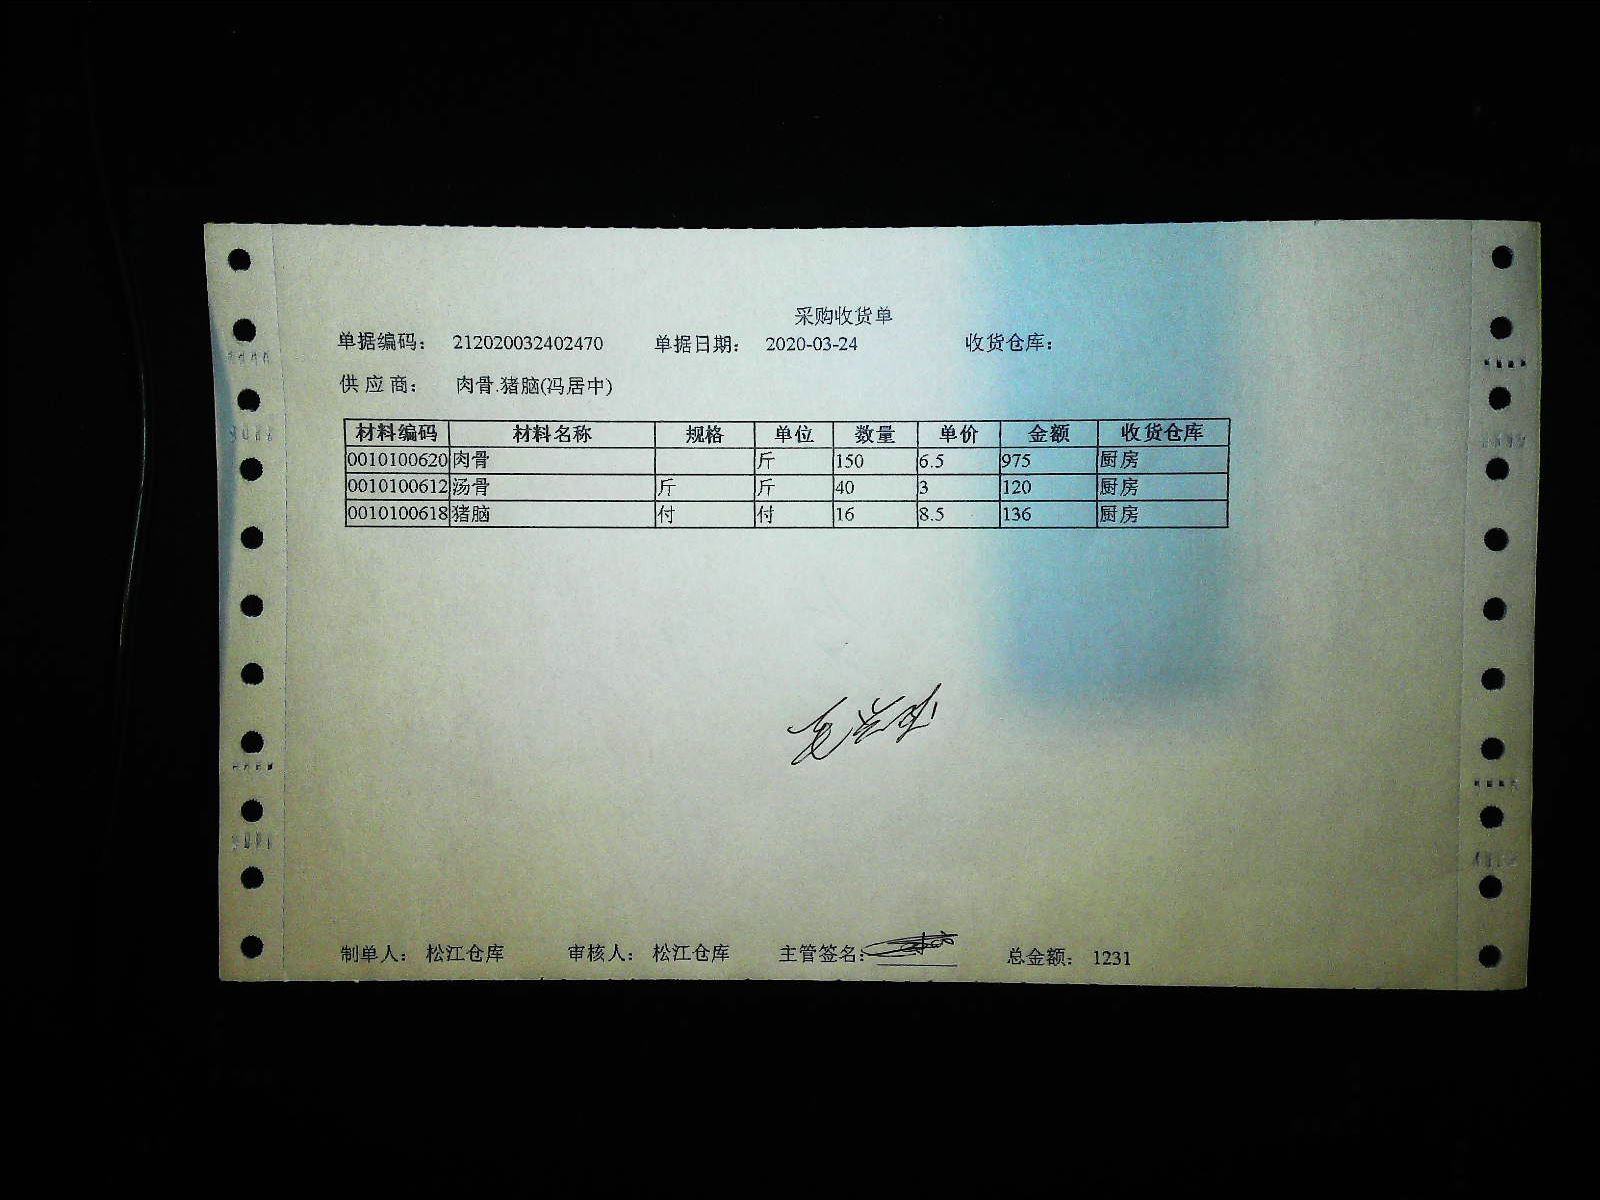 采购收货单
单据编码： 212020032402470 单据日期： 2020-03-24 收货仓库：
供 应 商： 肉骨.猪脑(冯居中)
材料编码 材料名称 规格 单位 数量 单价 金额 收货仓库
0010100620 肉骨 斤 150 6.5 975 厨房
0010100612 汤骨 斤 斤 40 3 120 厨房
0010100618 猪脑 付 付 16 8.5 136 厨房
制单人： 松江仓库 审核人： 松江仓库 主管签名: 总金额： 1231